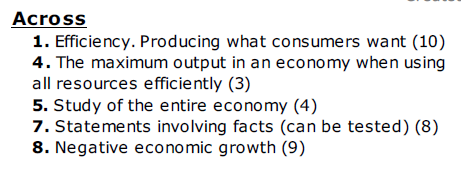 Across
1. Efficiency. Producing what consumers want (10)
4. The maximum output in an economy when using
all resources efficiently (3)
5. Study of the entire economy (4)
7. Statements involving facts (can be tested) (8)
8. Negative economic growth (9)